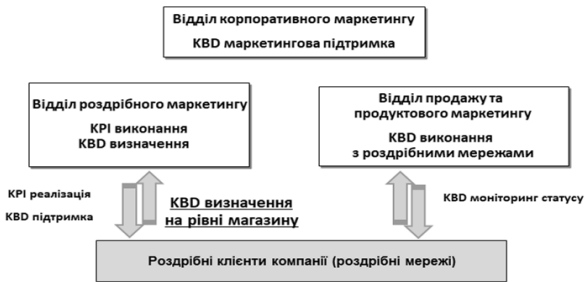 Відділ корпоративного маркетингу
KBD маркетингова підтримка
Відділ роздрібного маркетингу
KPI виконання
KBD визначення
Відділ продажу та
продуктового маркетингу
KBD виконання
з роздрібними мережами
KPI реалізація
KBD підтримка
KBD визначення
на рівні магазину
KBD моніторинг статусу
Роздрібні клієнти компанії (роздрібні мережі)